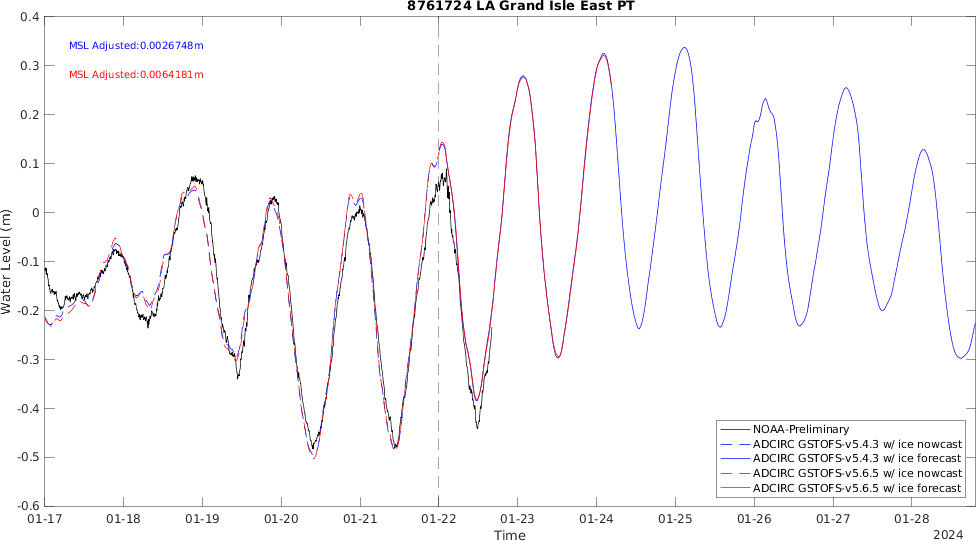 8761724 LA Grand Isle East PT
MSL Adjusted:0.0026748m
MSL Adjusted:0.0064181m
0.4
0.3
0.2
0.1
0
-0.1
-0.2
-0.3
-0.4
-0.5
-0.6
Water Level (m)
NOAA-Preliminary
ADCIRC GSTOFS-v5.4.3 w/ ice nowcast
ADCIRC GSTOFS-v5.4.3 w/ ice forecast
ADCIRC GSTOFS-v5.6.5 w/ ice nowcast
ADCIRC GSTOFS-v5.6.5 w/ ice forecast
01-17 01-18 01-19 01-20 01-21 01-22 01-23 01-24 01-25 01-26 01-27 01-28
Time
2024